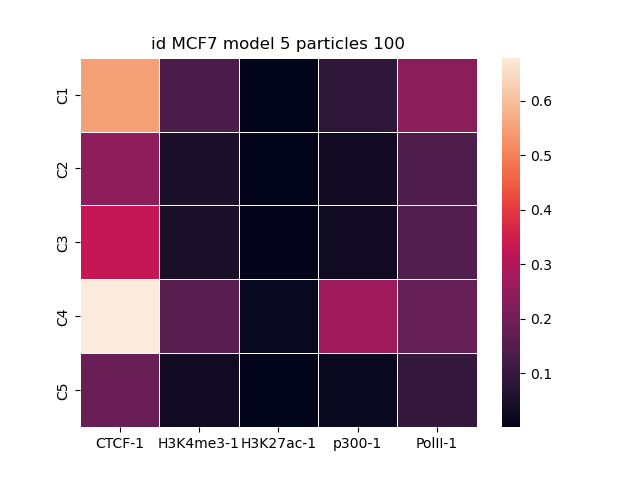 id MCF7 model 5 particles 100
C1
C2
C3
C4
C5
CTCF-1 H3K4me3-1 H3K27ac-1 p300-1 PolII-1
0.6
0.5
0.4
0.3
0.2
0.1